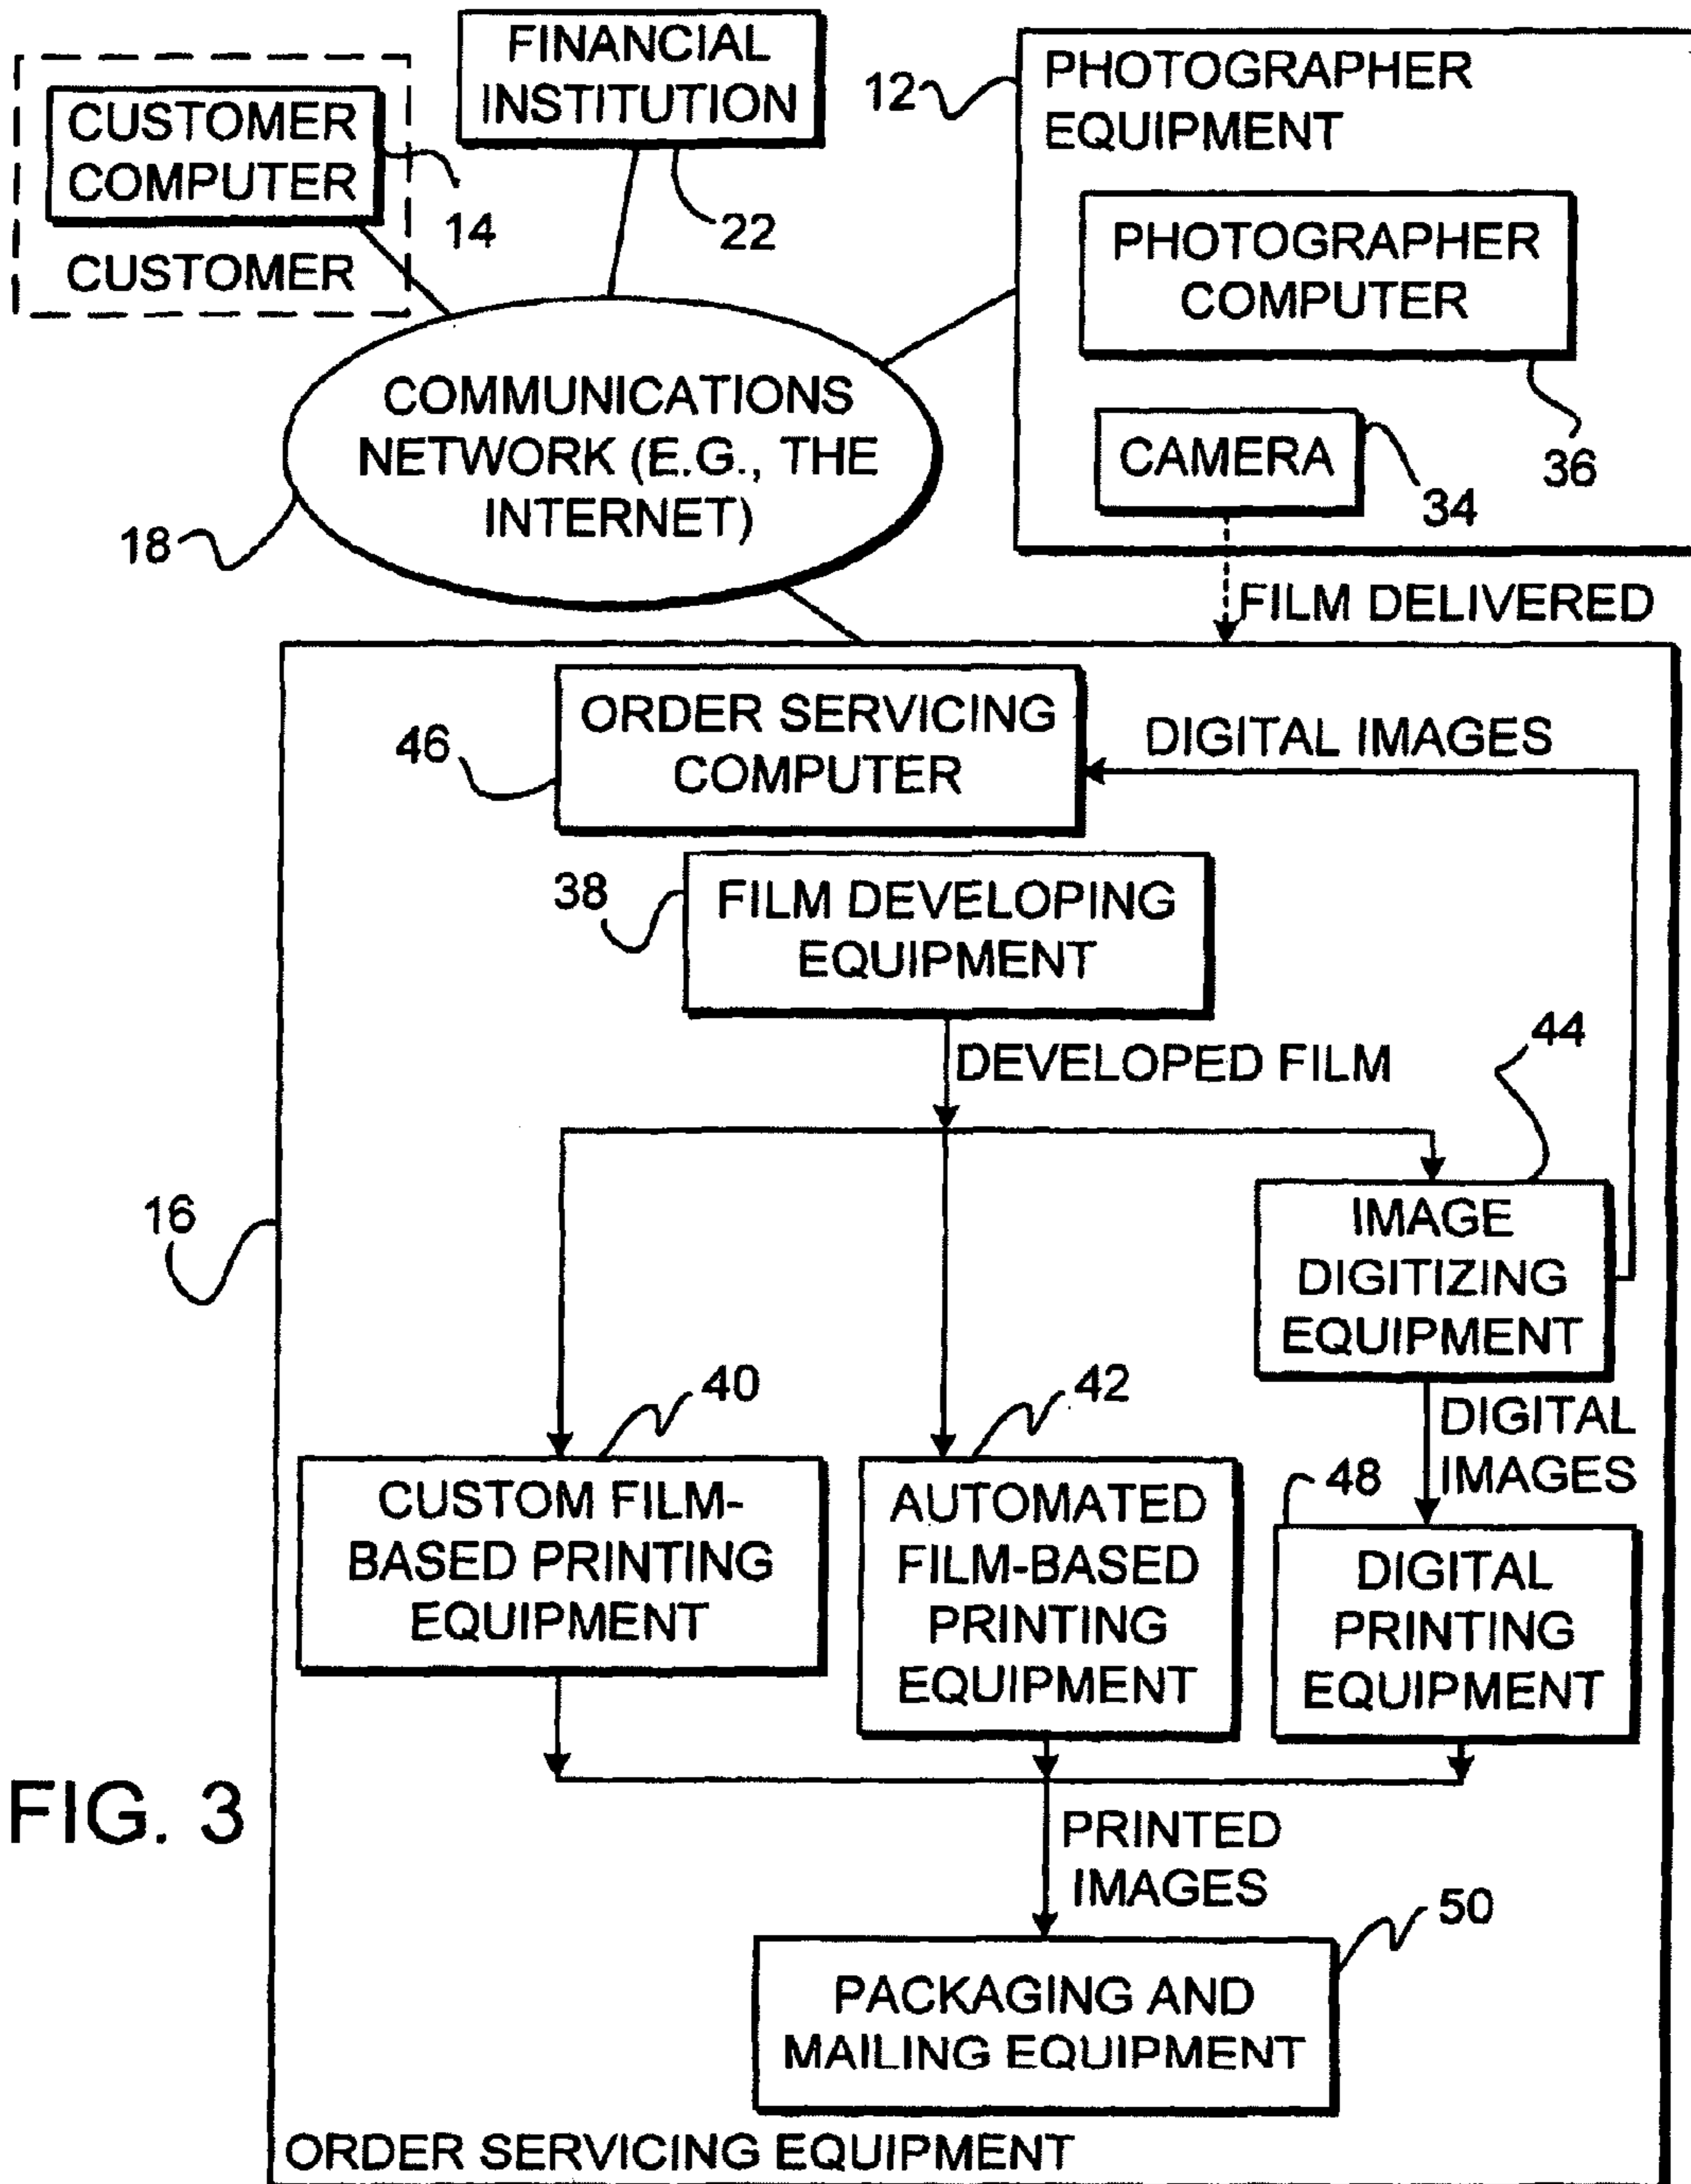 FINANCIAL
INSTITUTION
22
CUSTOMER
COMPUTER
14
CUSTOMER
12
PHOTOGRAPHER
EQUIPMENT
PHOTOGRAPHER
COMPUTER
36
CAMERA
34
COMMUNICATIONS
NETWORK (E.G., THE
INTERNET)
18
FILM DELIVERED
ORDER SERVICING
COMPUTER
46
DIGITAL IMAGES
38
FILM DEVELOPING
EQUIPMENT
DEVELOPED FILM
44
16
IMAGE
DIGITIZING
EQUIPMENT
40
42
DIGITAL
IMAGES
48
CUSTOM FILM-
BASED PRINTING
EQUIPMENT
AUTOMATED
FILM-BASED
PRINTING
EQUIPMENT
DIGITAL
PRINTING
EQUIPMENT
FIG. 3
PRINTED
IMAGES
50
PACKAGING AND
MAILING EQUIPMENT
ORDER SERVICING EQUIPMENT